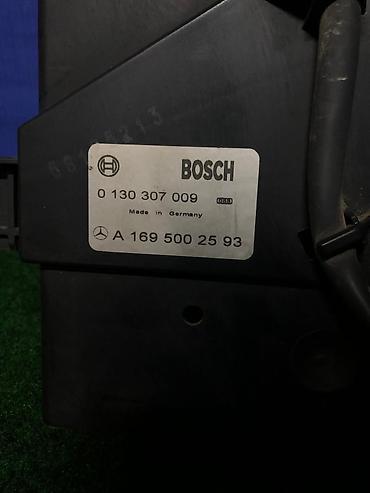 BOSCH
0 130 307 009
Made in Germany
A 169 500 25 93